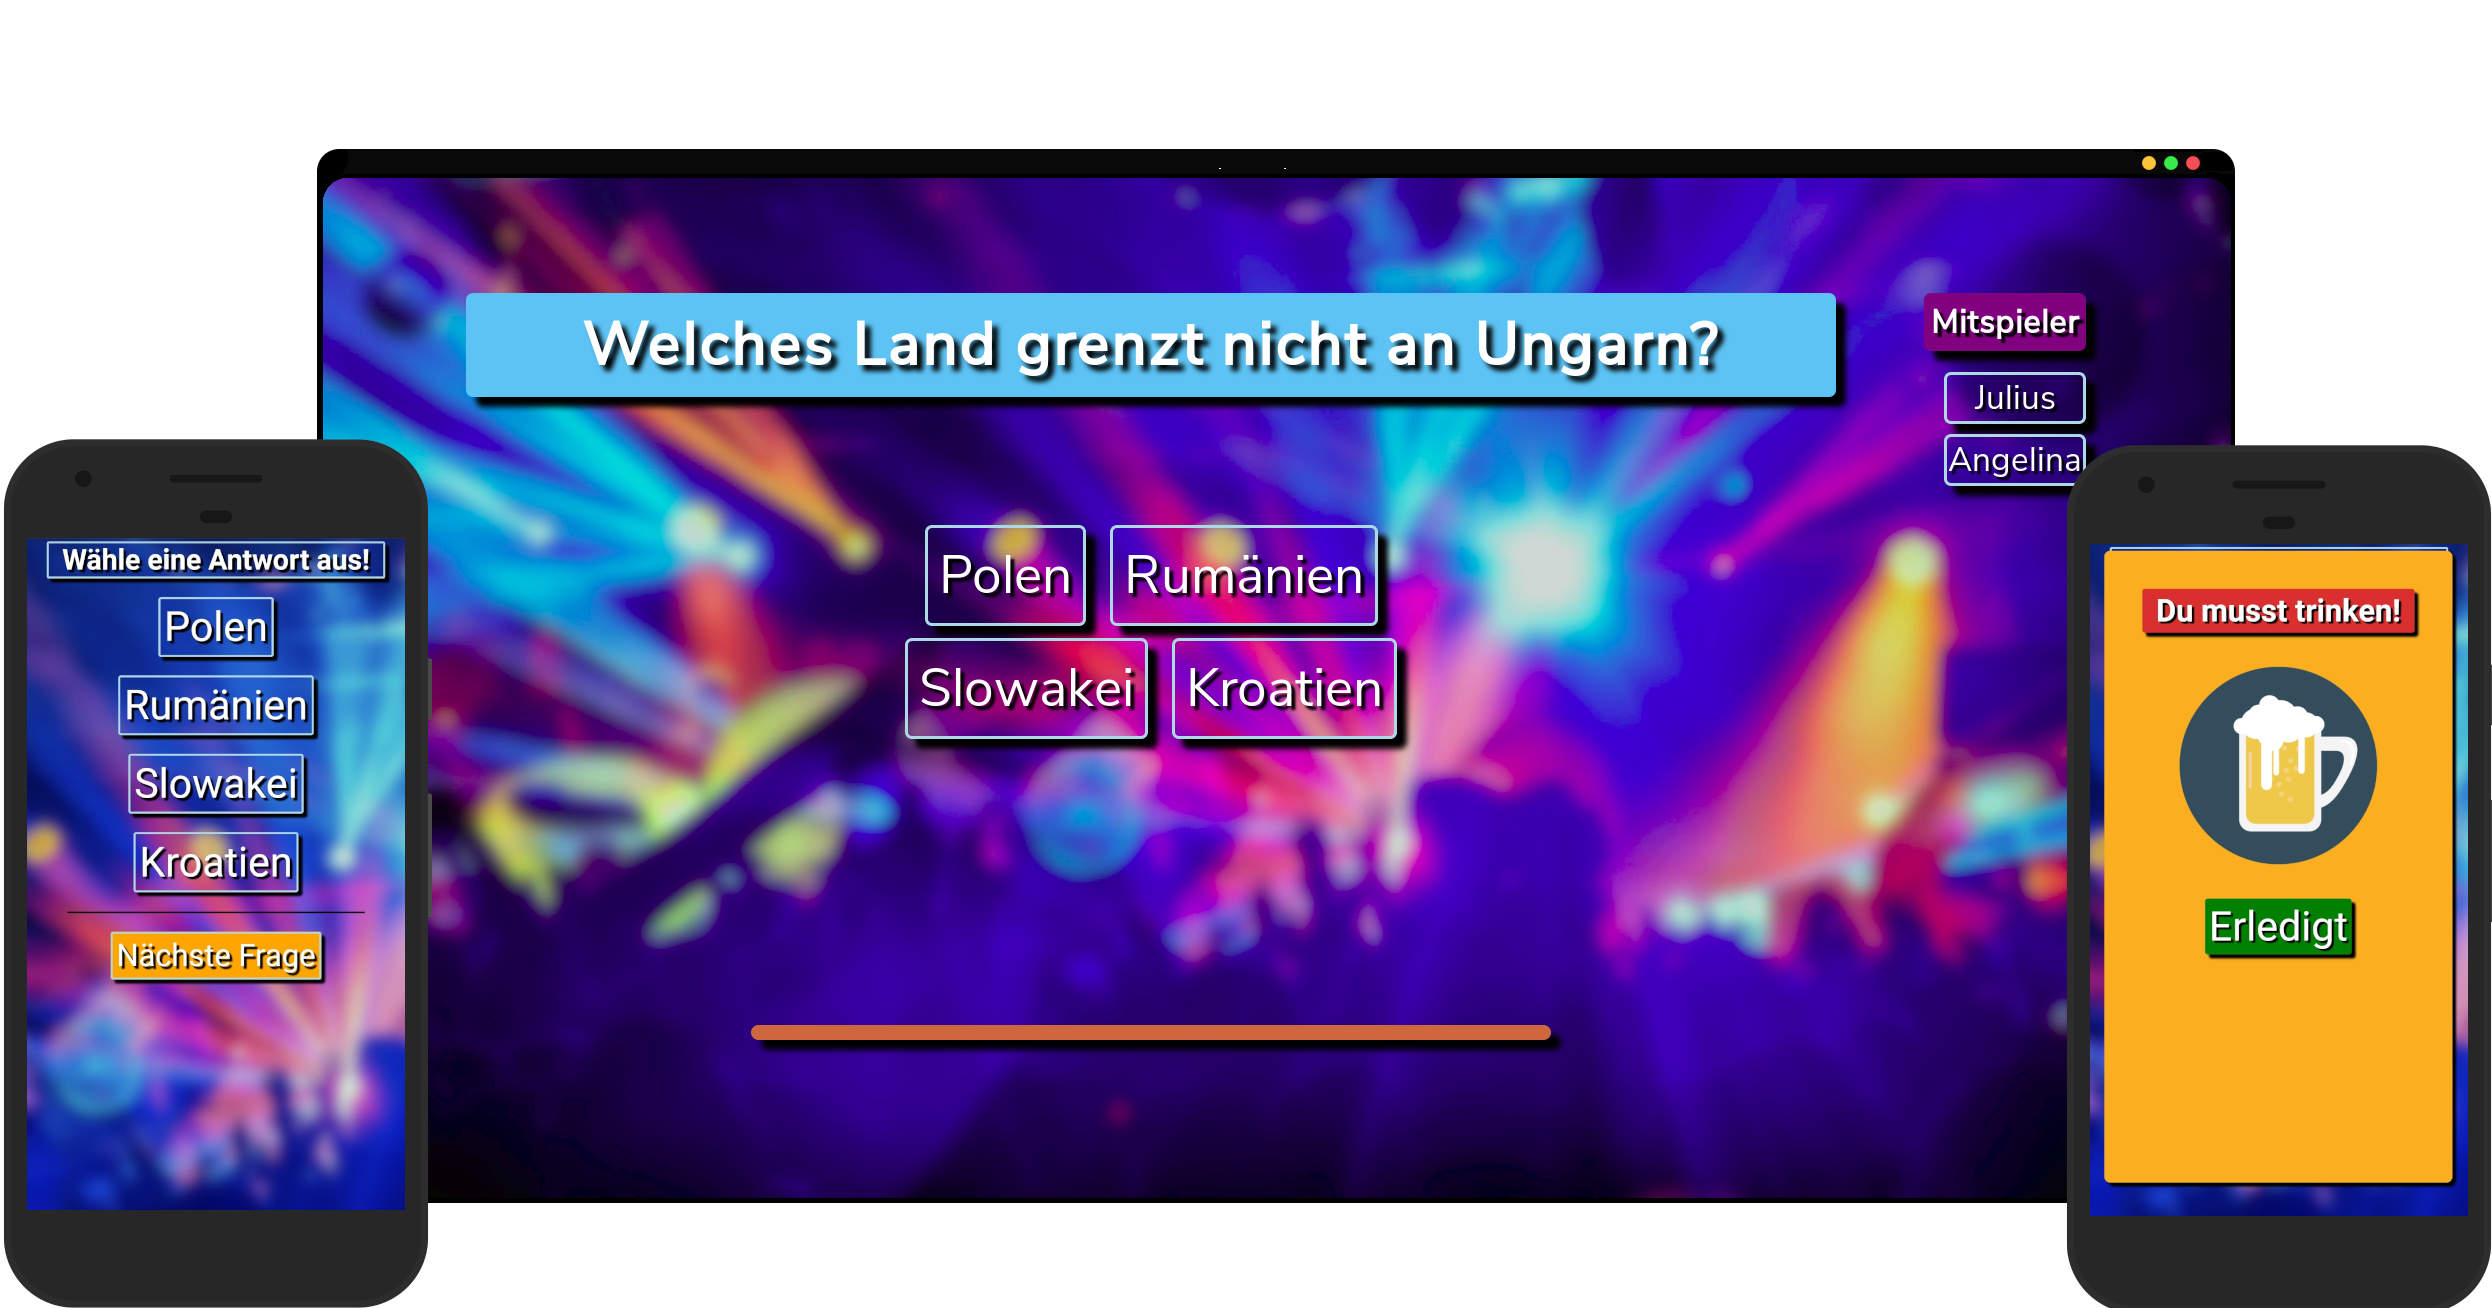 Welches Land grenzt nicht an Ungarn?
Mitspieler
Julius
Angelina
Polen
Rumänien
Slowakei
Kroatien
Wähle eine Antwort aus!
Polen
Rumänien
Slowakei
Kroatien
Nächste Frage
Du musst trinken!
Erledigt